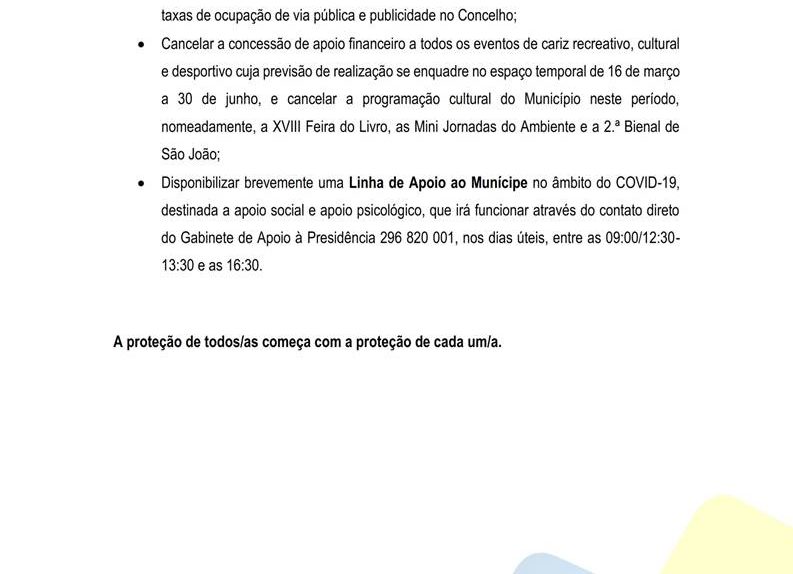 taxas de ocupação de via pública e publicidade no Concelho;
• Cancelar a concessão de apoio financeiro a todos os eventos de cariz recreativo, cultural
e desportivo cuja previsão de realização se enquadre no espaço temporal de 16 de março
a 30 de junho, e cancelar a programação cultural do Município neste período,
nomeadamente, a XVIII Feira do Livro, as Mini Jornadas do Ambiente e a 2.ª Bienal de
São João;
• Disponibilizar brevemente uma Linha de Apoio ao Munícipe no âmbito do COVID-19,
destinada a apoio social e apoio psicológico, que irá funcionar através do contato direto
do Gabinete de Apoio à Presidência 296 820 001, nos dias úteis, entre as 09:00/12:30-
13:30 e as 16:30.
A proteção de todos/as começa com a proteção de cada um/a.